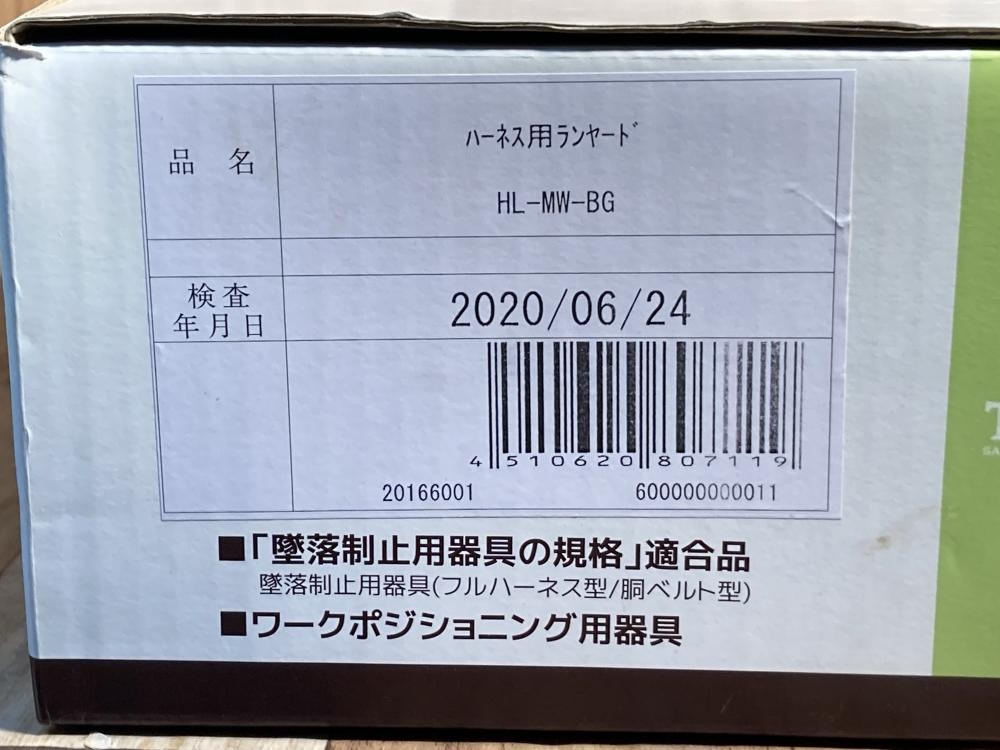 品 名
ﾊｰﾈｽ用ﾗﾝﾔｰﾄﾞ
HL-MW-BG
検査
年月日
2020/06/24
4 510620 807119
20166001 600000000011
■「墜落制止用器具の規格」適合品
墜落制止用器具(フルハーネス型/胴ベルト型)
■ワークポジショニング用器具